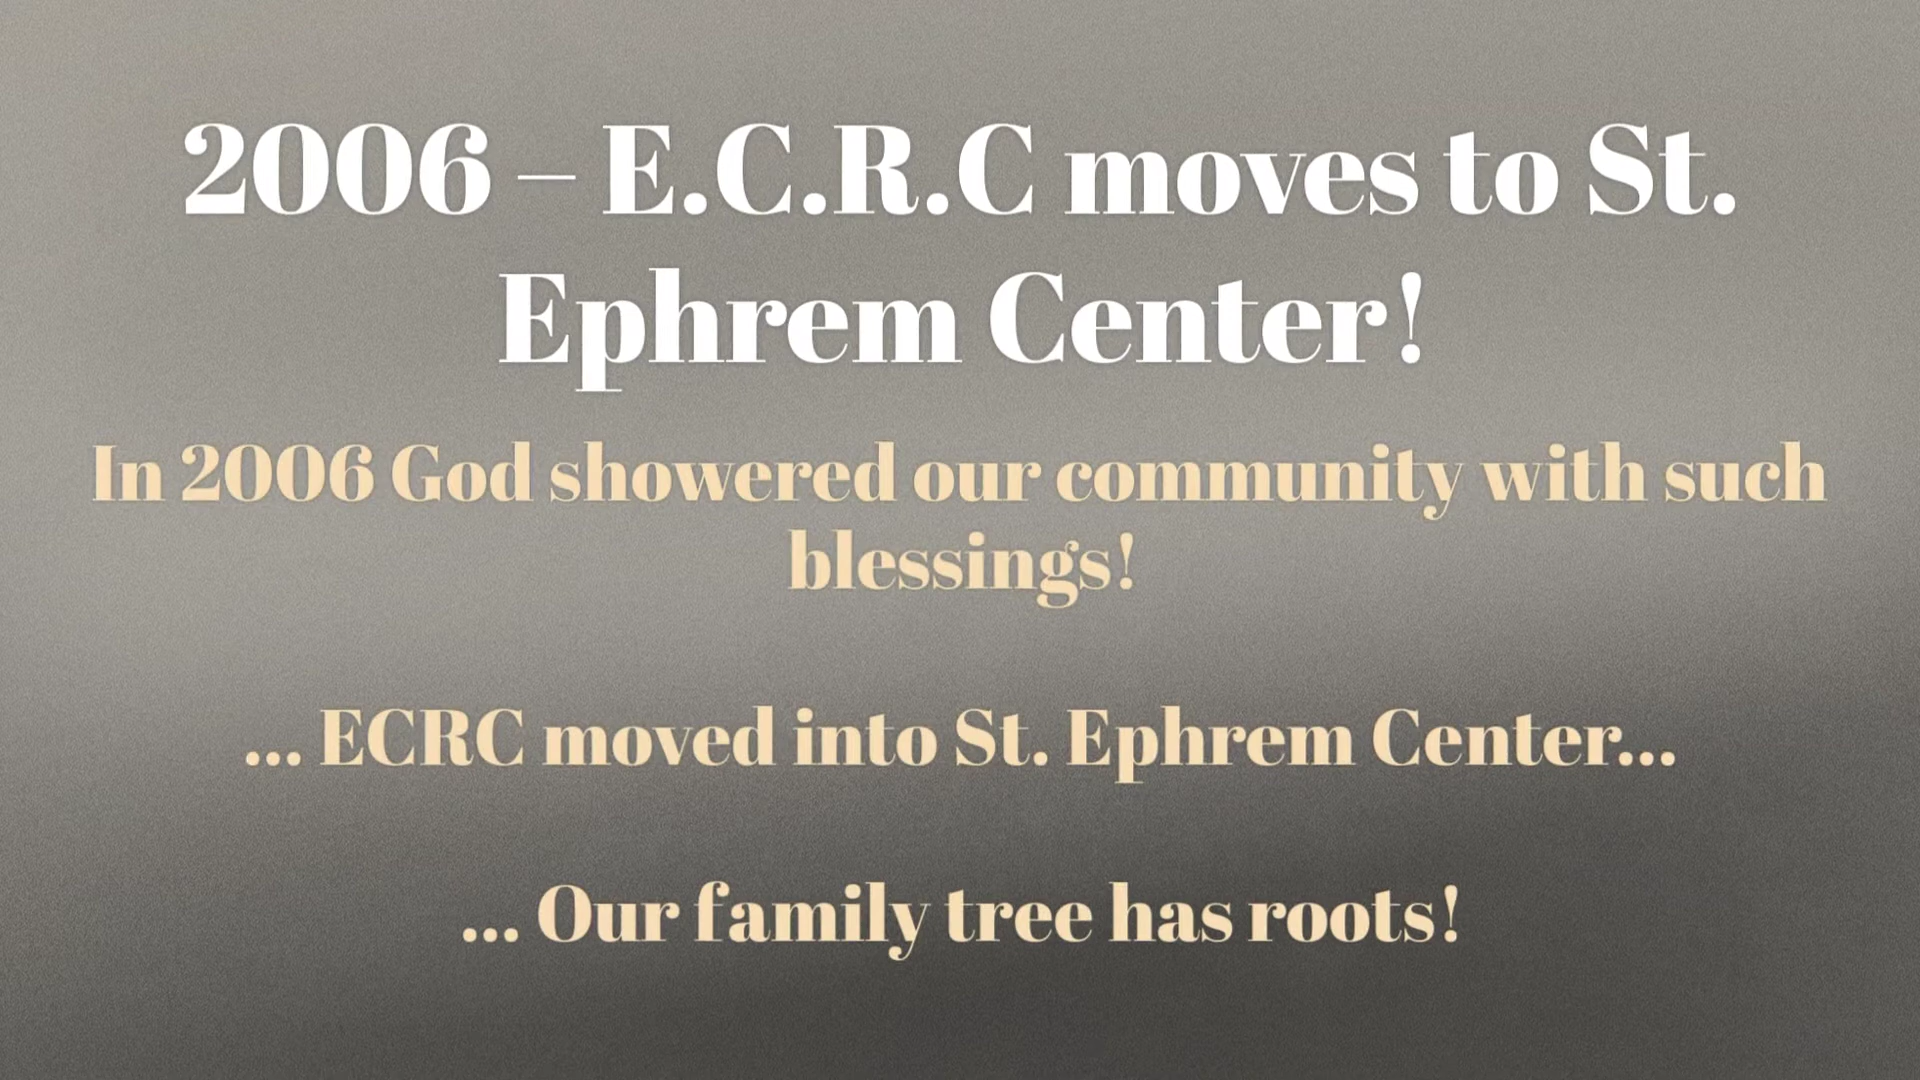 2006 – E.C.R.C moves to St.
Ephrem Center!
In 2006 God showered our community with such
blessings!
... ECRC moved into St. Ephrem Center...
... Our family tree has roots!